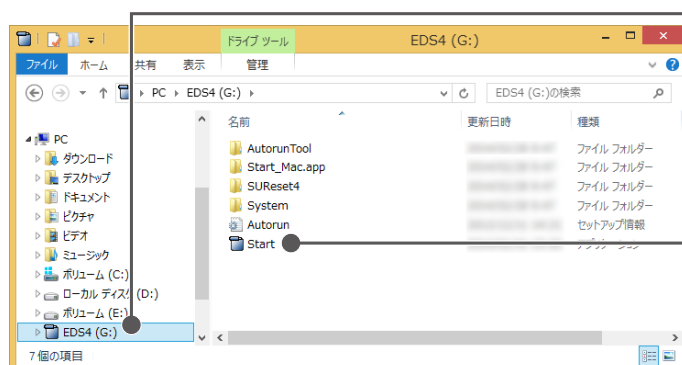 ドライブ ツール
EDS4 (G:)
ファイル ホーム 共有 表示 管理
PC EDS4 (G:) EDS4 (G:)の検索
名前 更新日時 種類
PC
ダウンロード
デスクトップ
ドキュメント
ピクチャ
ビデオ
ミュージック
ボリューム (C:)
ローカル ディスク (D:)
ボリューム (E:)
EDS4 (G:)
AutorunTool ファイル フォルダー
Start_Mac.app ファイル フォルダー
SUReset4 ファイル フォルダー
System ファイル フォルダー
Autorun セットアップ情報
Start
7 個の項目